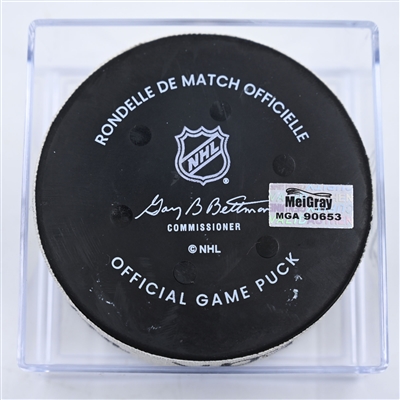 RONDELLE DE MATCH OFFICIELLE
NHL
Gary B Bettman
COMMISSIONER
© NHL
OFFICIAL GAME PUCK
MeiGray
MGA 90653